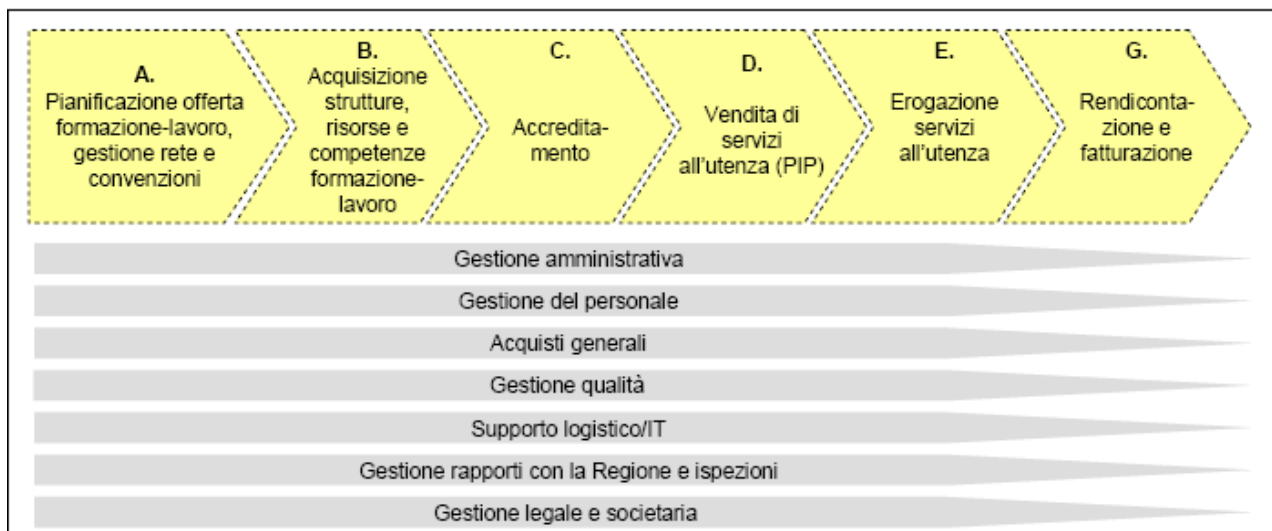 A.
Pianificazione offerta
formazione-lavoro,
gestione rete e
convenzioni
B.
Acquisizione
strutture,
risorse e
competenze
formazione-
lavoro
C.
Accredita-
mento
D.
Vendita di
servizi
all'utenza (PIP)
E.
Erogazione
servizi
all'utenza
G.
Rendiconta-
zione e
fatturazione
Gestione amministrativa
Gestione del personale
Acquisti generali
Gestione qualità
Supporto logistico/IT
Gestione rapporti con la Regione e ispezioni
Gestione legale e societaria